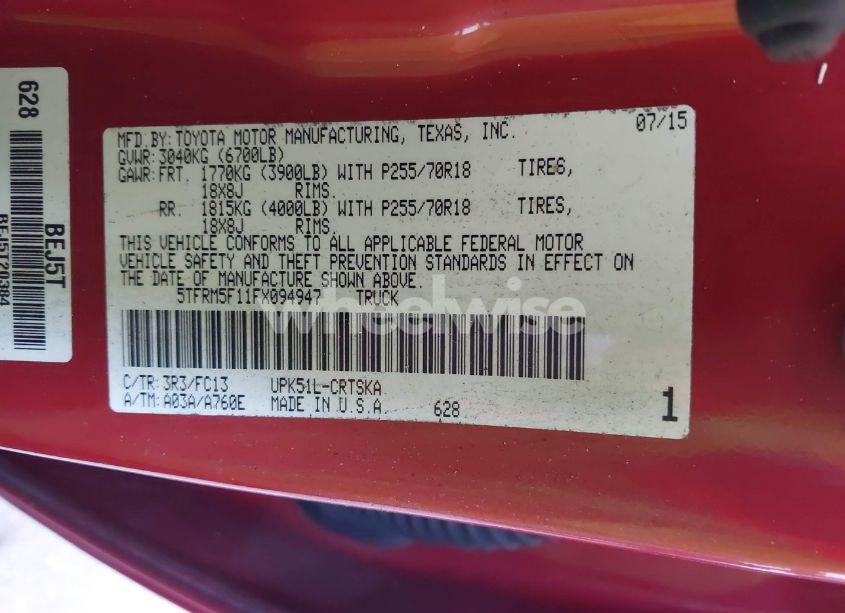 628
BEJ5T
BEJ5T20384
MFD BY: TOYOTA MOTOR MANUFACTURING, TEXAS, INC. 07/15
GVWR: 3040KG (6700LB)
GAWR: FRT. 1770KG (3900LB) WITH P255/70R18 TIRES,
18X8J RIMS.
RR. 1815KG (4000LB) WITH P255/70R18 TIRES,
18X8J RIMS.
THIS VEHICLE CONFORMS TO ALL APPLICABLE FEDERAL MOTOR
VEHICLE SAFETY AND THEFT PREVENTION STANDARDS IN EFFECT ON
THE DATE OF MANUFACTURE SHOWN ABOVE.
5TFRM5F11FX094947 TRUCK
wheelwise
C/TR: 3R3/FC13 UPK51L-CRTSKA
A/TM: A03A/A760E MADE IN U.S.A. 628 1